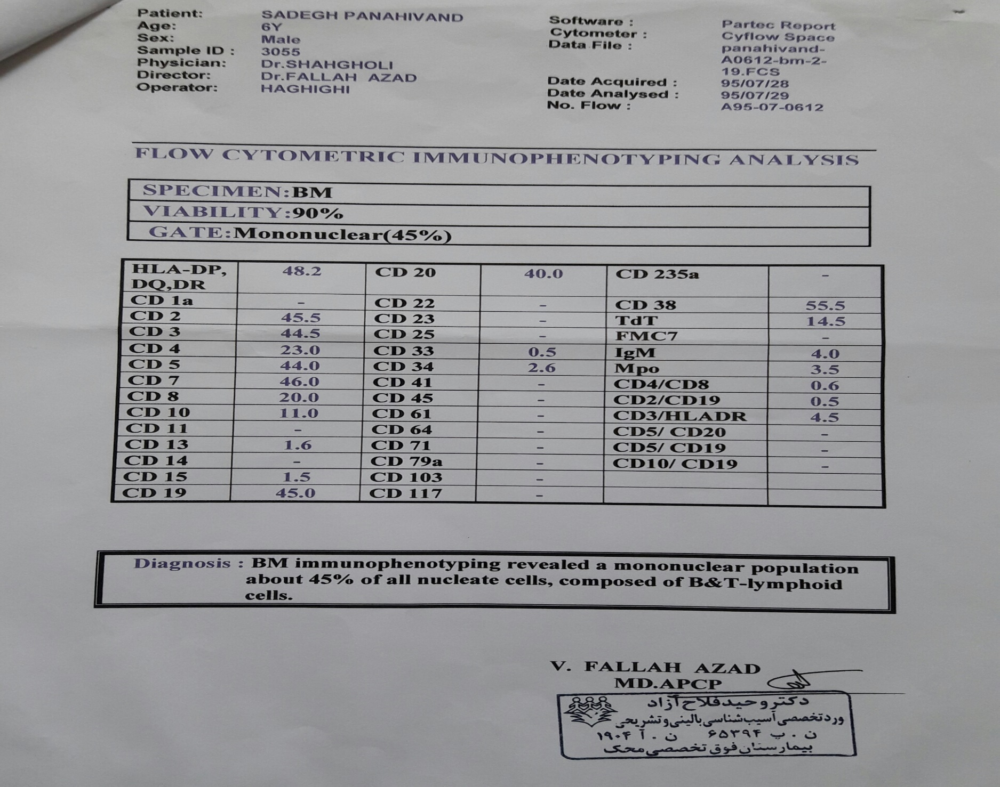 Patient: SADEGH PANAHIVAND
Age: 6Y
Sex: Male
Sample ID : 3055
Physician: Dr.SHAHGHOLI
Director: Dr.FALLAH AZAD
Operator: HAGHIGHI
Software : Partec Report
Cytometer : Cyflow Space
Data File : panahivand-
A0612-bm-2-
19.FCS
Date Acquired : 95/07/28
Date Analysed : 95/07/29
No. Flow : A95-07-0612
FLOW CYTOMETRIC IMMUNOPHENOTYPING ANALYSIS
SPECIMEN:BM
VIABILITY:90%
GATE:Mononuclear(45%)
HLA-DP, 48.2 CD 20 40.0 CD 235a -
DQ,DR
CD 1a - CD 22 - CD 38 55.5
CD 2 45.5 CD 23 - TdT 14.5
CD 3 44.5 CD 25 - FMC7 -
CD 4 23.0 CD 33 0.5 IgM 4.0
CD 5 44.0 CD 34 2.6 Mpo 3.5
CD 7 46.0 CD 41 - CD4/CD8 0.6
CD 8 20.0 CD 45 - CD2/CD19 0.5
CD 10 11.0 CD 61 - CD3/HLADR 4.5
CD 11 - CD 64 - CD5/ CD20 -
CD 13 1.6 CD 71 - CD5/ CD19 -
CD 14 - CD 79a - CD10/ CD19 -
CD 15 1.5 CD 103 -
CD 19 45.0 CD 117 -
Diagnosis : BM immunophenotyping revealed a mononuclear population
about 45% of all nucleate cells, composed of B&T-lymphoid
cells.
V. FALLAH AZAD
MD.APCP
دکتر وحید فلاح آزاد
ورد تخصصی آسیب شناسی بالینی و تشریحی
ن . پ ۶۵۳۹۴ ن . آ ۱۹۰۴
بیمارستان فوق تخصصی محک